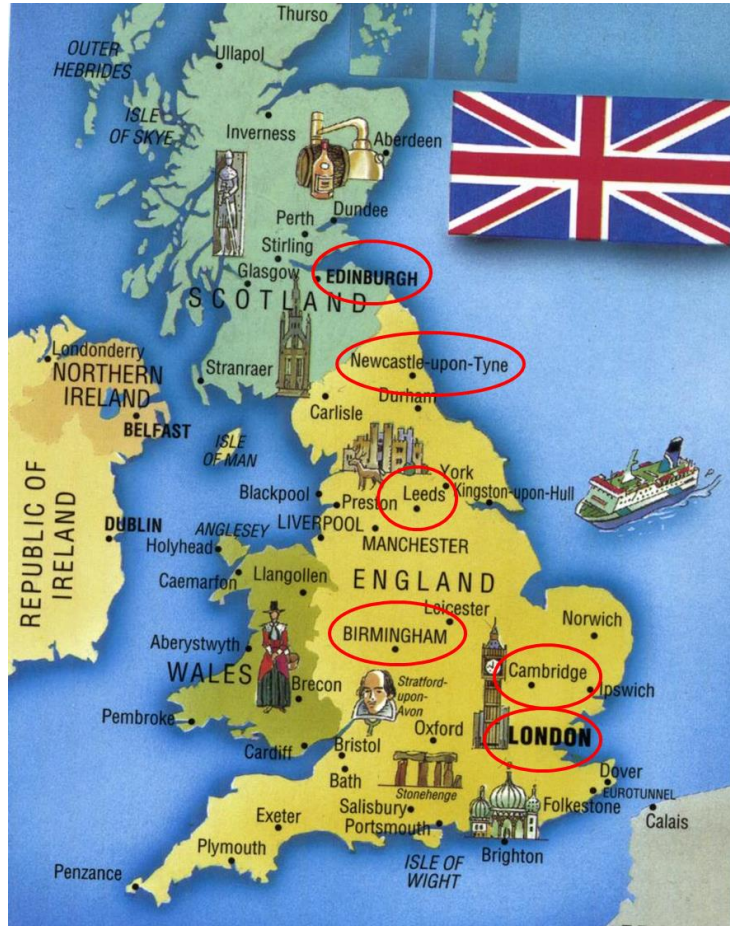 Thurso
OUTER
HEBRIDES
Ullapol
ISLE
OF SKYE
Inverness
Aberdeen
Dundee
Perth
Stirling
Glasgow
EDINBURGH
SCOTLAND
Londonderry
NORTHERN
IRELAND
BELFAST
Stranraer
Newcastle-upon-Tyne
Durham
Carlisle
ISLE
OF MAN
York
Blackpool
Preston
Leeds
Kingston-upon-Hull
REPUBLIC OF
IRELAND
DUBLIN
ANGLESEY
LIVERPOOL
MANCHESTER
Holyhead
Caemarfon
Llangollen
ENGLAND
Leicester
Norwich
BIRMINGHAM
Aberystwyth
WALES
Brecon
Stratford-
upon-
Avon
Cambridge
Ipswich
Pembroke
Cardiff
Bristol
Oxford
LONDON
Bath
Stonehenge
Dover
EUROTUNNEL
Folkestone
Calais
Exeter
Salisbury
Portsmouth
Plymouth
Brighton
ISLE OF
WIGHT
Penzance